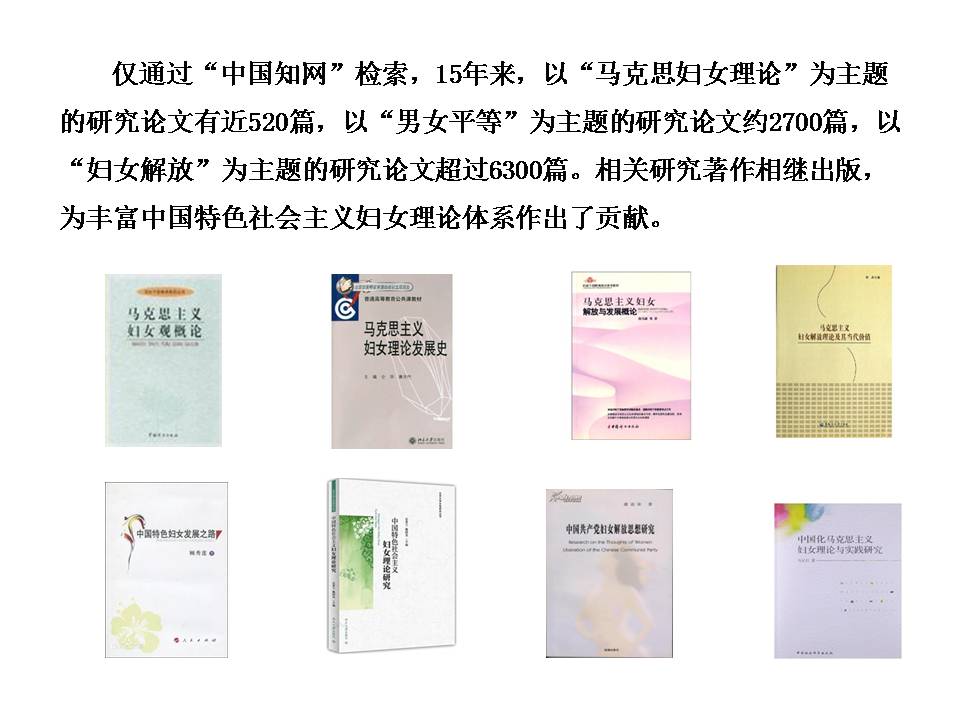 仅通过“中国知网”检索，15年来，以“马克思妇女理论”为主题
的研究论文有近520篇，以“男女平等”为主题的研究论文约2700篇，以
“妇女解放”为主题的研究论文超过6300篇。相关研究著作相继出版，
为丰富中国特色社会主义妇女理论体系作出了贡献。
马克思主义
妇女观概论
普通高等教育公共课教材
马克思主义
妇女理论发展史
马克思主义妇女
解放与发展概论
马克思主义
妇女解放理论及其当代价值
中国特色妇女发展之路
顾秀莲
人民出版社
中国特色社会主义
妇女理论研究
中国共产党妇女解放思想研究
Research on the Thoughts of Women
Liberation of the Chinese Communist Party
中国化马克思主义
妇女理论与实践研究